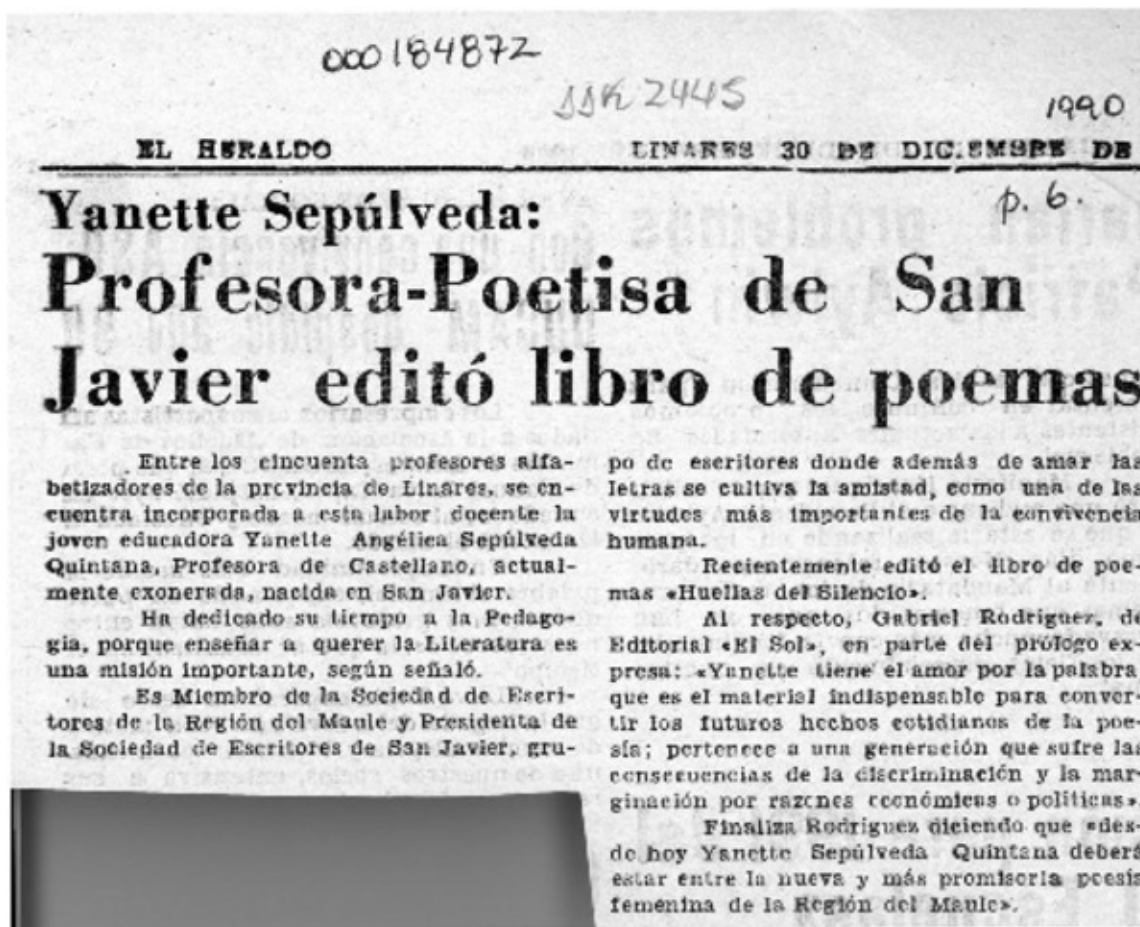 000184872
SSK 2445
1990
EL HERALDO
LINARES 30 DE DICIEMBRE DE
p. 6.
Yanette Sepúlveda:
Profesora-Poetisa de San
Javier editó libro de poemas
Entre los cincuenta profesores alfa-
betizadores de la provincia de Linares, se en-
cuentra incorporada a esta labor docente la
joven educadora Yanette Angélica Sepúlveda
Quintana, Profesora de Castellano, actual-
mente exonerada, nacida en San Javier.
Ha dedicado su tiempo a la Pedago-
gía, porque enseñar a querer la Literatura es
una misión importante, según señaló.
Es Miembro de la Sociedad de Escri-
tores de la Región del Maule y Presidenta de
la Sociedad de Escritores de San Javier, gru-
po de escritores donde además de amar las
letras se cultiva la amistad, como una de las
virtudes más importantes de la convivencia
humana.
Recientemente editó el libro de poe-
mas «Huellas del Silencio».
Al respecto, Gabriel Rodríguez, de
Editorial «El Sol», en parte del prólogo ex-
presa: «Yanette tiene el amor por la palabra
que es el material indispensable para conver-
tir los futuros hechos cotidianos de la poe-
sía; pertenece a una generación que sufre las
consecuencias de la discriminación y la mar-
ginación por razones económicas o políticas».
Finaliza Rodríguez diciendo que «des-
de hoy Yanette Sepúlveda Quintana deberá
estar entre la nueva y más promisoria poesía
femenina de la Región del Maule».